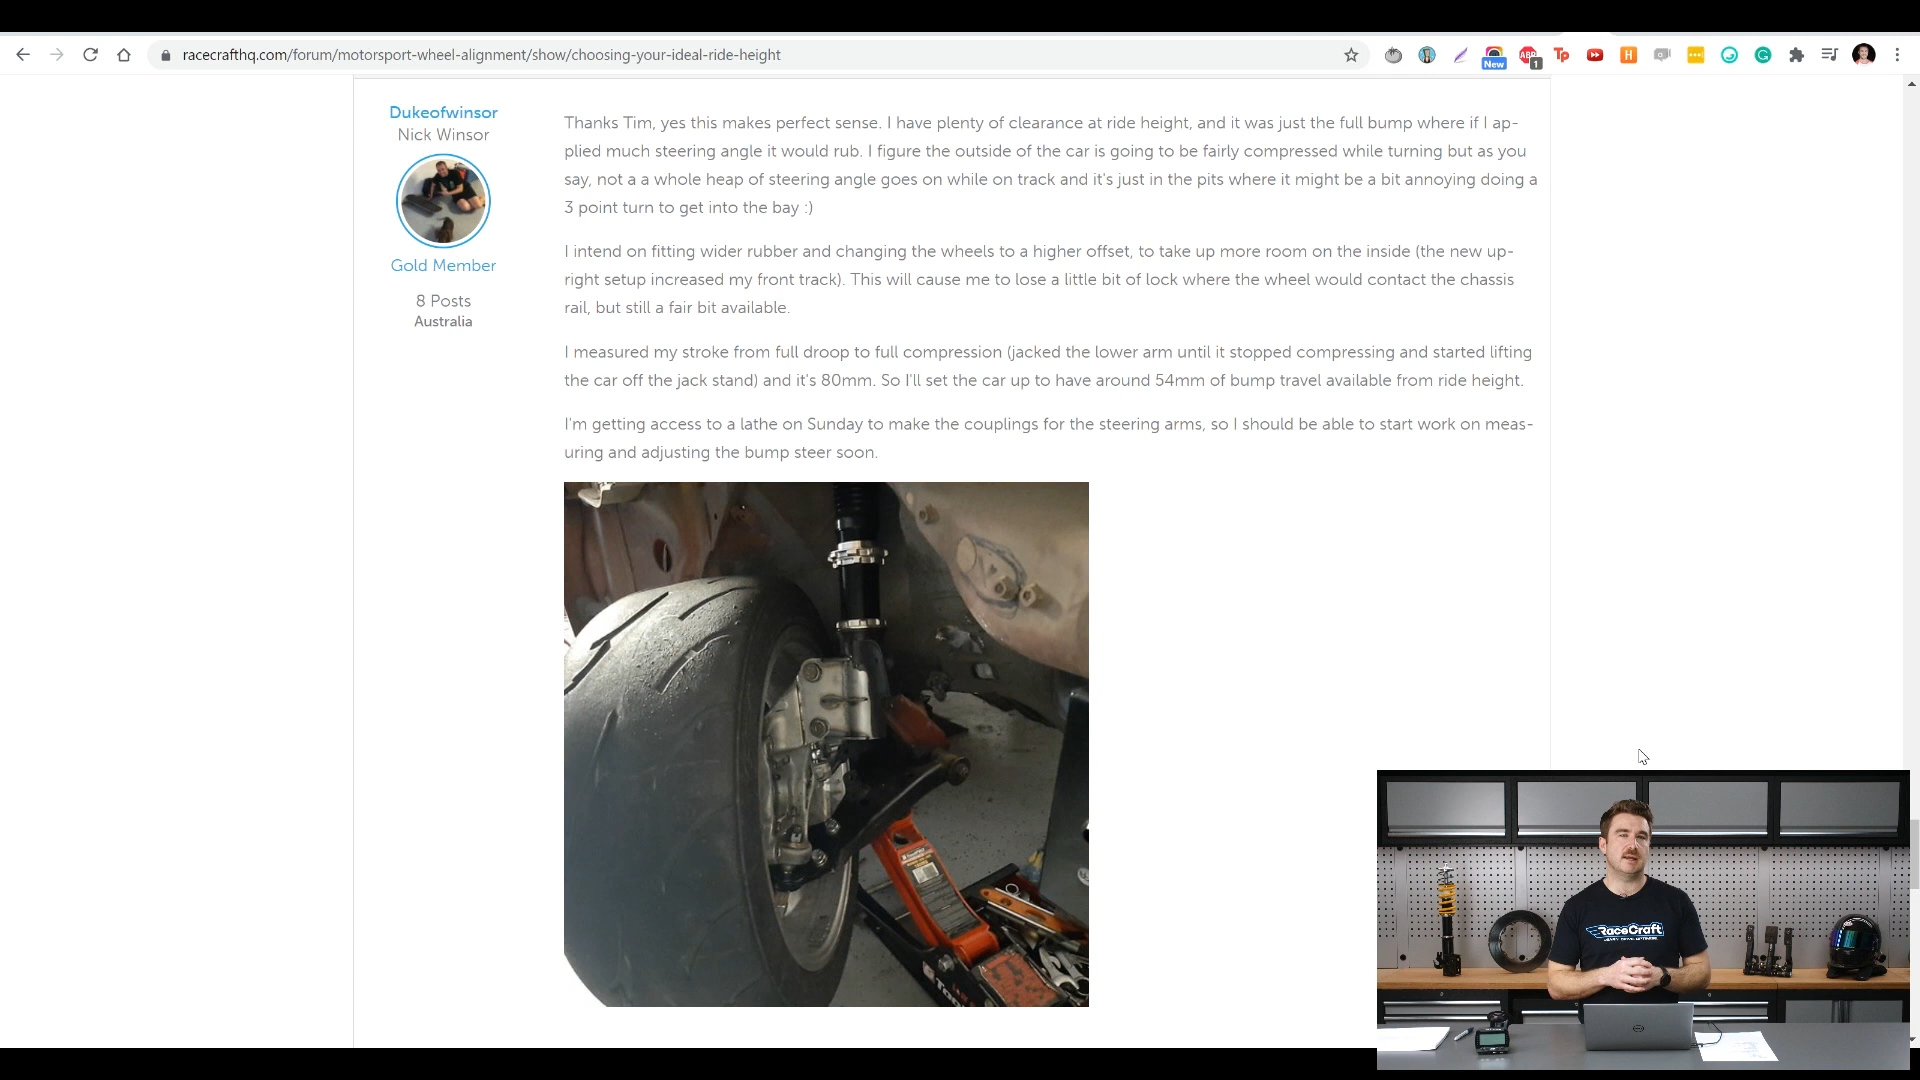 racecrafthq.com/forum/motorsport-wheel-alignment/show/choosing-your-ideal-ride-height
New
ABP
1
Tp
H
G
Dukeofwinsor
Nick Winsor
Gold Member
8 Posts
Australia
Thanks Tim, yes this makes perfect sense. I have plenty of clearance at ride height, and it was just the full bump where if I ap-
plied much steering angle it would rub. I figure the outside of the car is going to be fairly compressed while turning but as you
say, not a a whole heap of steering angle goes on while on track and it's just in the pits where it might be a bit annoying doing a
3 point turn to get into the bay :)
I intend on fitting wider rubber and changing the wheels to a higher offset, to take up more room on the inside (the new up-
right setup increased my front track). This will cause me to lose a little bit of lock where the wheel would contact the chassis
rail, but still a fair bit available.
I measured my stroke from full droop to full compression (jacked the lower arm until it stopped compressing and started lifting
the car off the jack stand) and it's 80mm. So I'll set the car up to have around 54mm of bump travel available from ride height.
I'm getting access to a lathe on Sunday to make the couplings for the steering arms, so I should be able to start work on meas-
uring and adjusting the bump steer soon.
RaceCraft